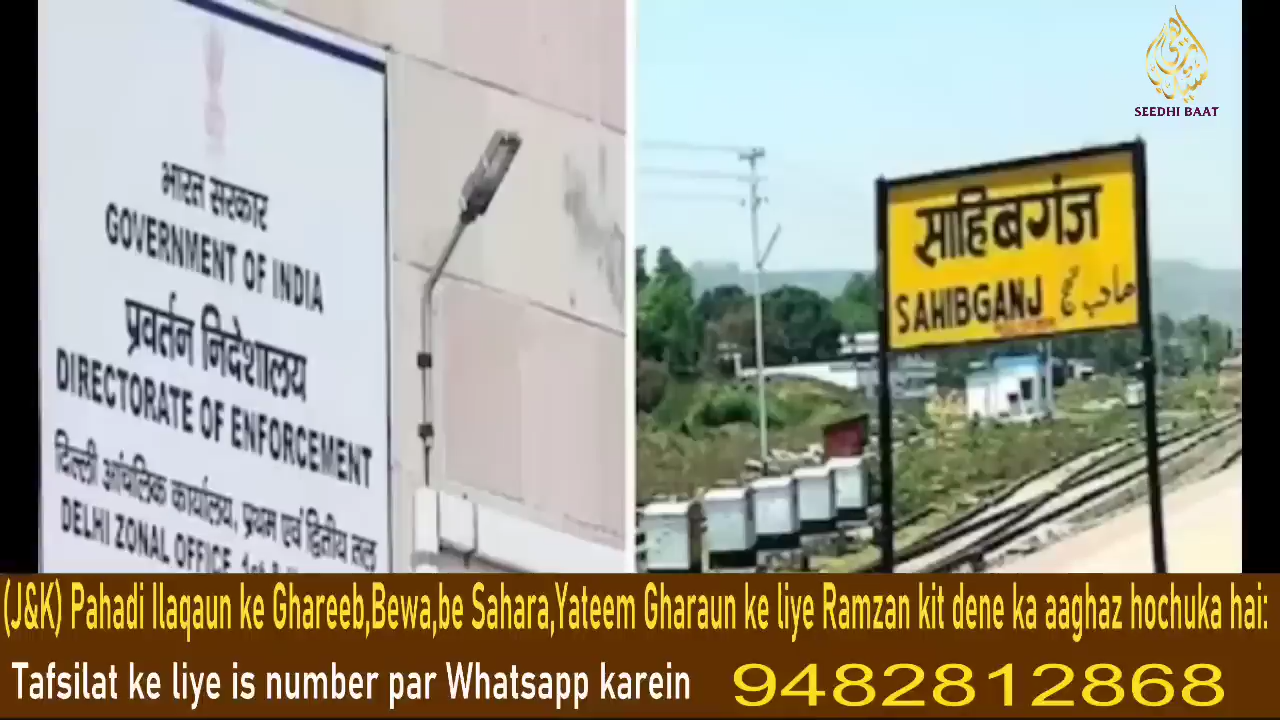 भारत सरकार
GOVERNMENT OF INDIA
प्रवर्तन निदेशालय
DIRECTORATE OF ENFORCEMENT
दिल्ली आंचलिक कार्यालय, प्रथम एवं द्वितीय तल
DELHI ZONAL OFFICE,
SEEDHI BAAT
साहिबगंज
SAHIBGANJ صاحب گنج
(J&K) Pahadi Ilaqaun ke Ghareeb,Bewa,be Sahara,Yateem Gharaun ke liye Ramzan kit dene ka aaghaz hochuka hai:
Tafsilat ke liye is number par Whatsapp karein 9482812868